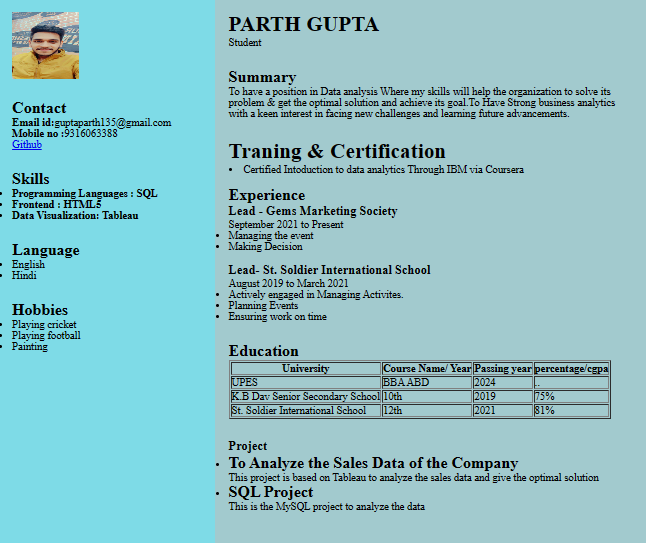 Contact
Email id:guptaparth135@gmail.com
Mobile no :9316063388
Github
Skills
Programming Languages : SQL
Frontend : HTML5
Data Visualization: Tableau
Language
English
Hindi
Hobbies
Playing cricket
Playing football
Painting
PARTH GUPTA
Student
Summary
To have a position in Data analysis Where my skills will help the organization to solve its
problem & get the optimal solution and achieve its goal.To Have Strong business analytics
with a keen interest in facing new challenges and learning future advancements.
Traning & Certification
Certified Intoduction to data analytics Through IBM via Coursera
Experience
Lead - Gems Marketing Society
September 2021 to Present
Managing the event
Making Decision
Lead- St. Soldier International School
August 2019 to March 2021
Actively engaged in Managing Activites.
Planning Events
Ensuring work on time
Education
University Course Name/ Year Passing year percentage/cgpa
UPES BBA ABD 2024 ..
K.B Dav Senior Secondary School 10th 2019 75%
St. Soldier International School 12th 2021 81%
Project
To Analyze the Sales Data of the Company
This project is based on Tableau to analyze the sales data and give the optimal solution
SQL Project
This is the MySQL project to analyze the data